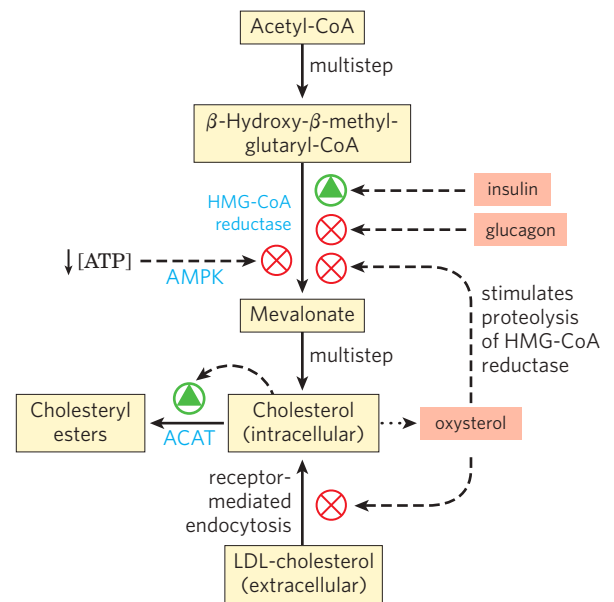 Acetyl-CoA
multistep
β-Hydroxy-β-methyl-
glutaryl-CoA
HMG-CoA
reductase
insulin
glucagon
↓[ATP]
AMPK
stimulates
proteolysis
of HMG-CoA
reductase
Mevalonate
multistep
Cholesteryl
esters
ACAT
Cholesterol
(intracellular)
oxysterol
receptor-
mediated
endocytosis
LDL-cholesterol
(extracellular)